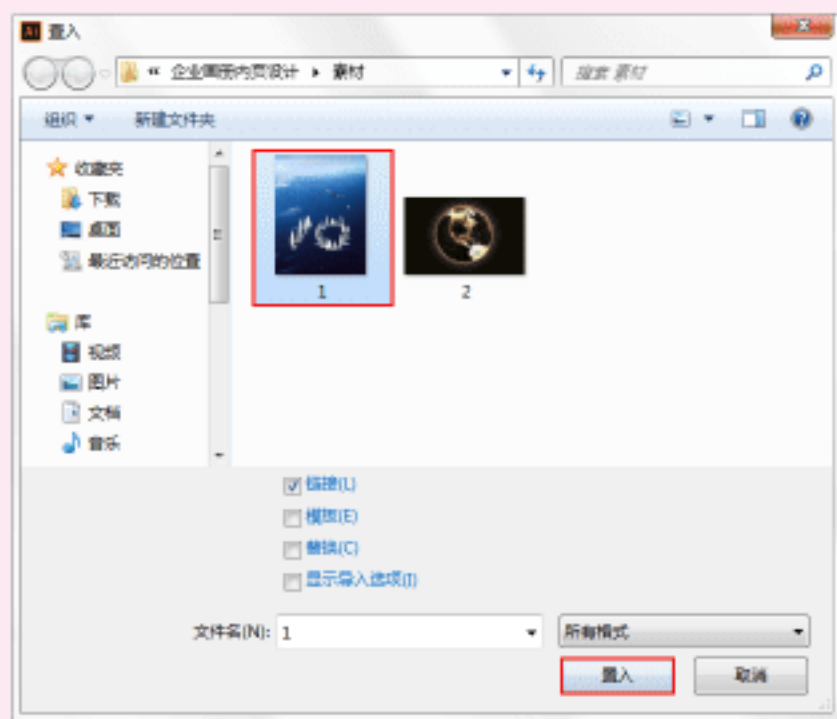 Ai 置入
« 企业画册内页设计 ▸ 素材
搜索 素材
组织 ▼ 新建文件夹
收藏夹
下载
桌面
最近访问的位置
库
视频
图片
文档
音乐
1
2
链接(L)
模板(E)
替换(C)
显示导入选项(I)
文件名(N): 1
所有格式
置入 取消